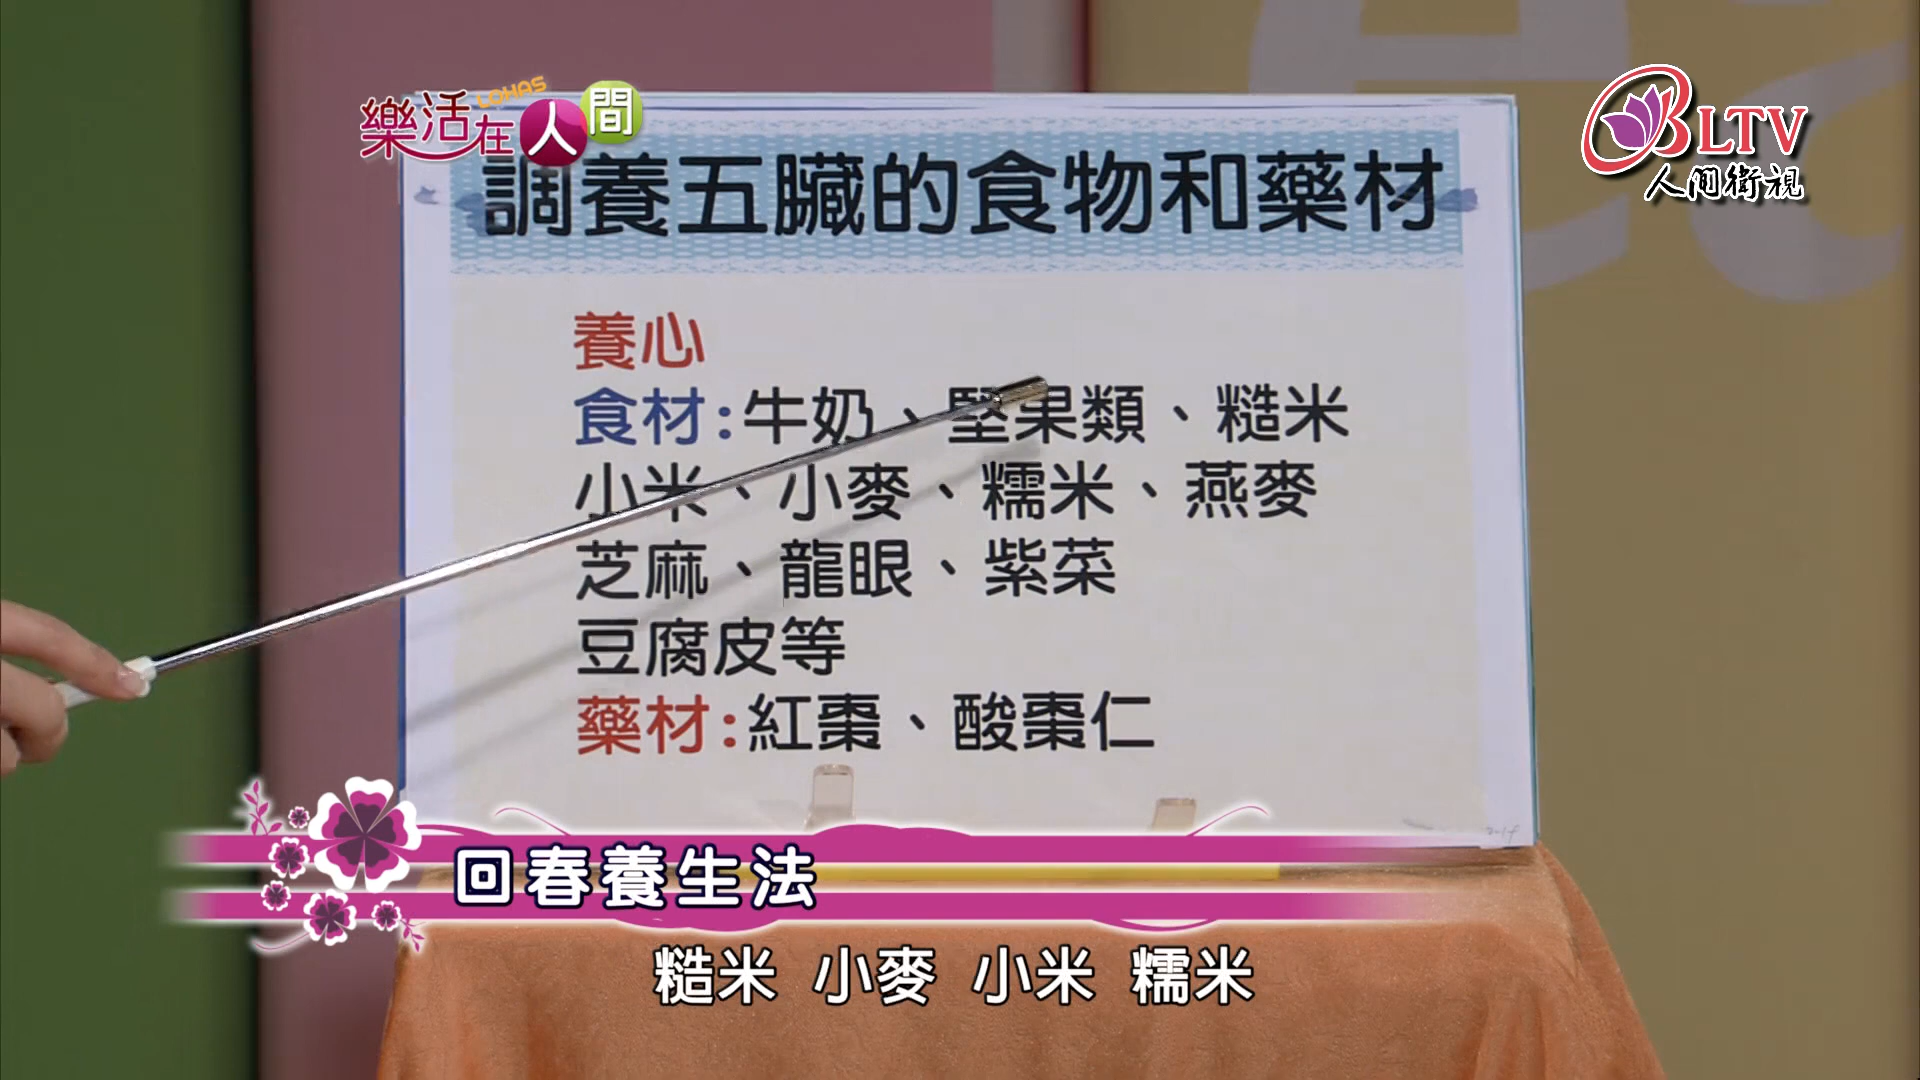 樂活在人間
LOHAS
BLTV
人間衛視
調養五臟的食物和藥材
養心
食材:牛奶、堅果類、糙米
小米、小麥、糯米、燕麥
芝麻、龍眼、紫菜
豆腐皮等
藥材:紅棗、酸棗仁
回春養生法
糙米 小麥 小米 糯米